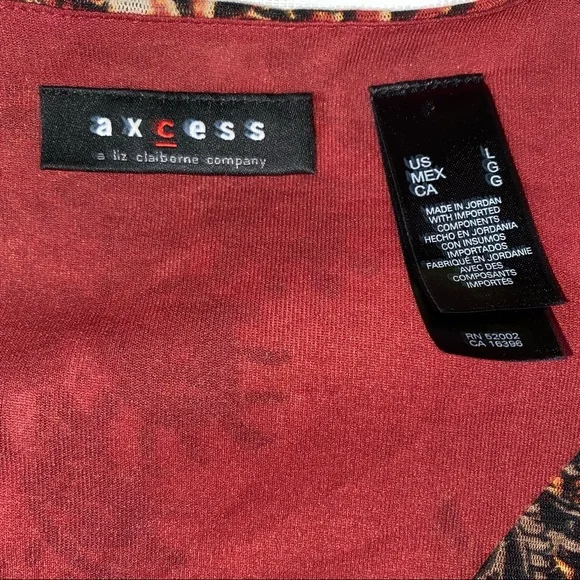 axcess
a liz claiborne company
US L
MEX G
CA G
MADE IN JORDAN
WITH IMPORTED
COMPONENTS
HECHO EN JORDANIA
CON INSUMOS
IMPORTADOS
FABRIQUÉ EN JORDANIE
AVEC DES
COMPOSANTS
IMPORTÉS
RN 52002
CA 16396